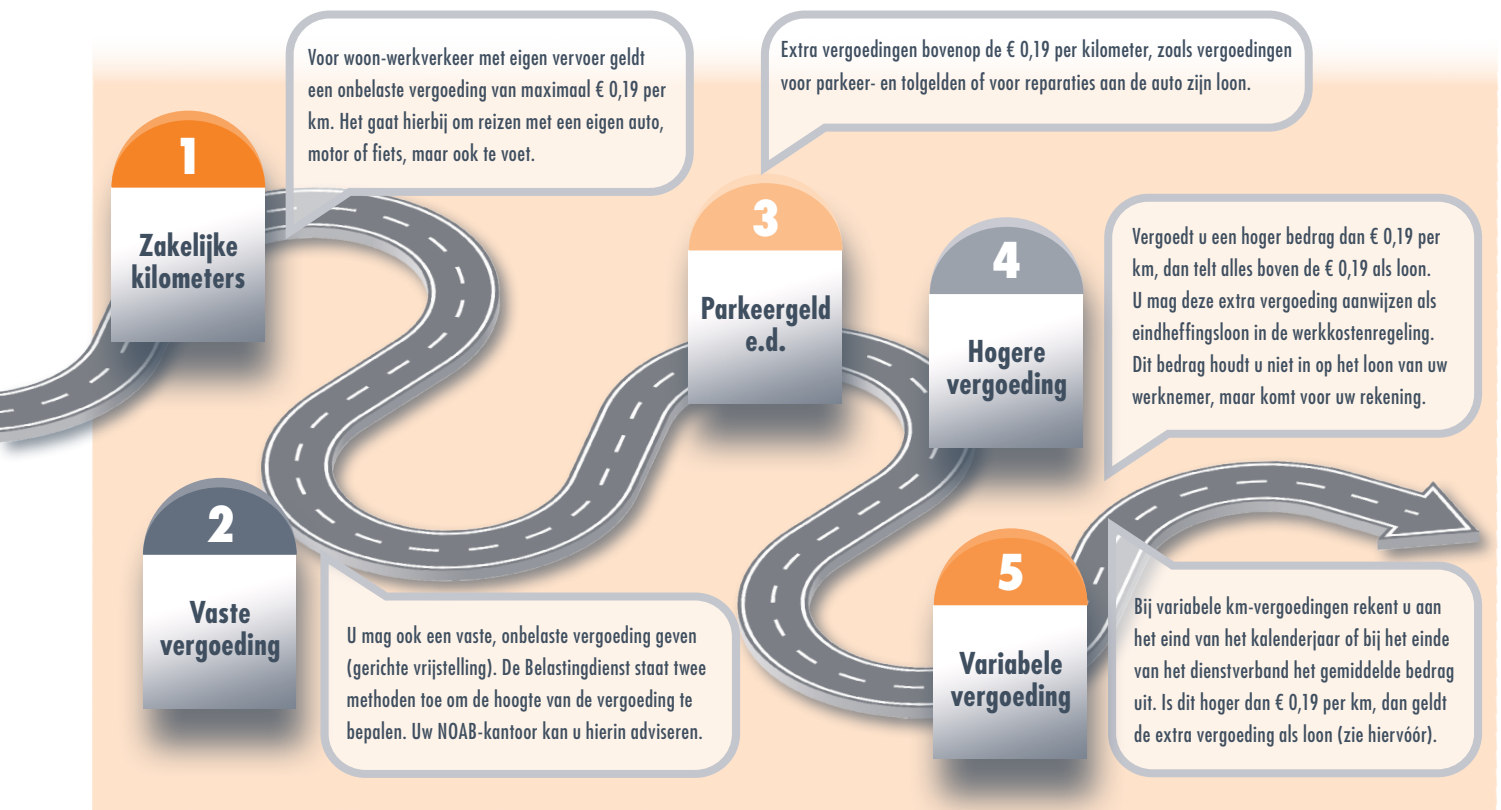 1
Zakelijke
kilometers
Voor woon-werkverkeer met eigen vervoer geldt
een onbelaste vergoeding van maximaal € 0,19 per
km. Het gaat hierbij om reizen met een eigen auto,
motor of fiets, maar ook te voet.
2
Vaste
vergoeding
U mag ook een vaste, onbelaste vergoeding geven
(gerichte vrijstelling). De Belastingdienst staat twee
methoden toe om de hoogte van de vergoeding te
bepalen. Uw NOAB-kantoor kan u hierin adviseren.
3
Parkeergeld
e.d.
Extra vergoedingen bovenop de € 0,19 per kilometer, zoals vergoedingen
voor parkeer- en tolgelden of voor reparaties aan de auto zijn loon.
4
Hogere
vergoeding
Vergoedt u een hoger bedrag dan € 0,19 per
km, dan telt alles boven de € 0,19 als loon.
U mag deze extra vergoeding aanwijzen als
eindheffingsloon in de werkkostenregeling.
Dit bedrag houdt u niet in op het loon van uw
werknemer, maar komt voor uw rekening.
5
Variabele
vergoeding
Bij variabele km-vergoedingen rekent u aan
het eind van het kalenderjaar of bij het einde
van het dienstverband het gemiddelde bedrag
uit. Is dit hoger dan € 0,19 per km, dan geldt
de extra vergoeding als loon (zie hiervóór).